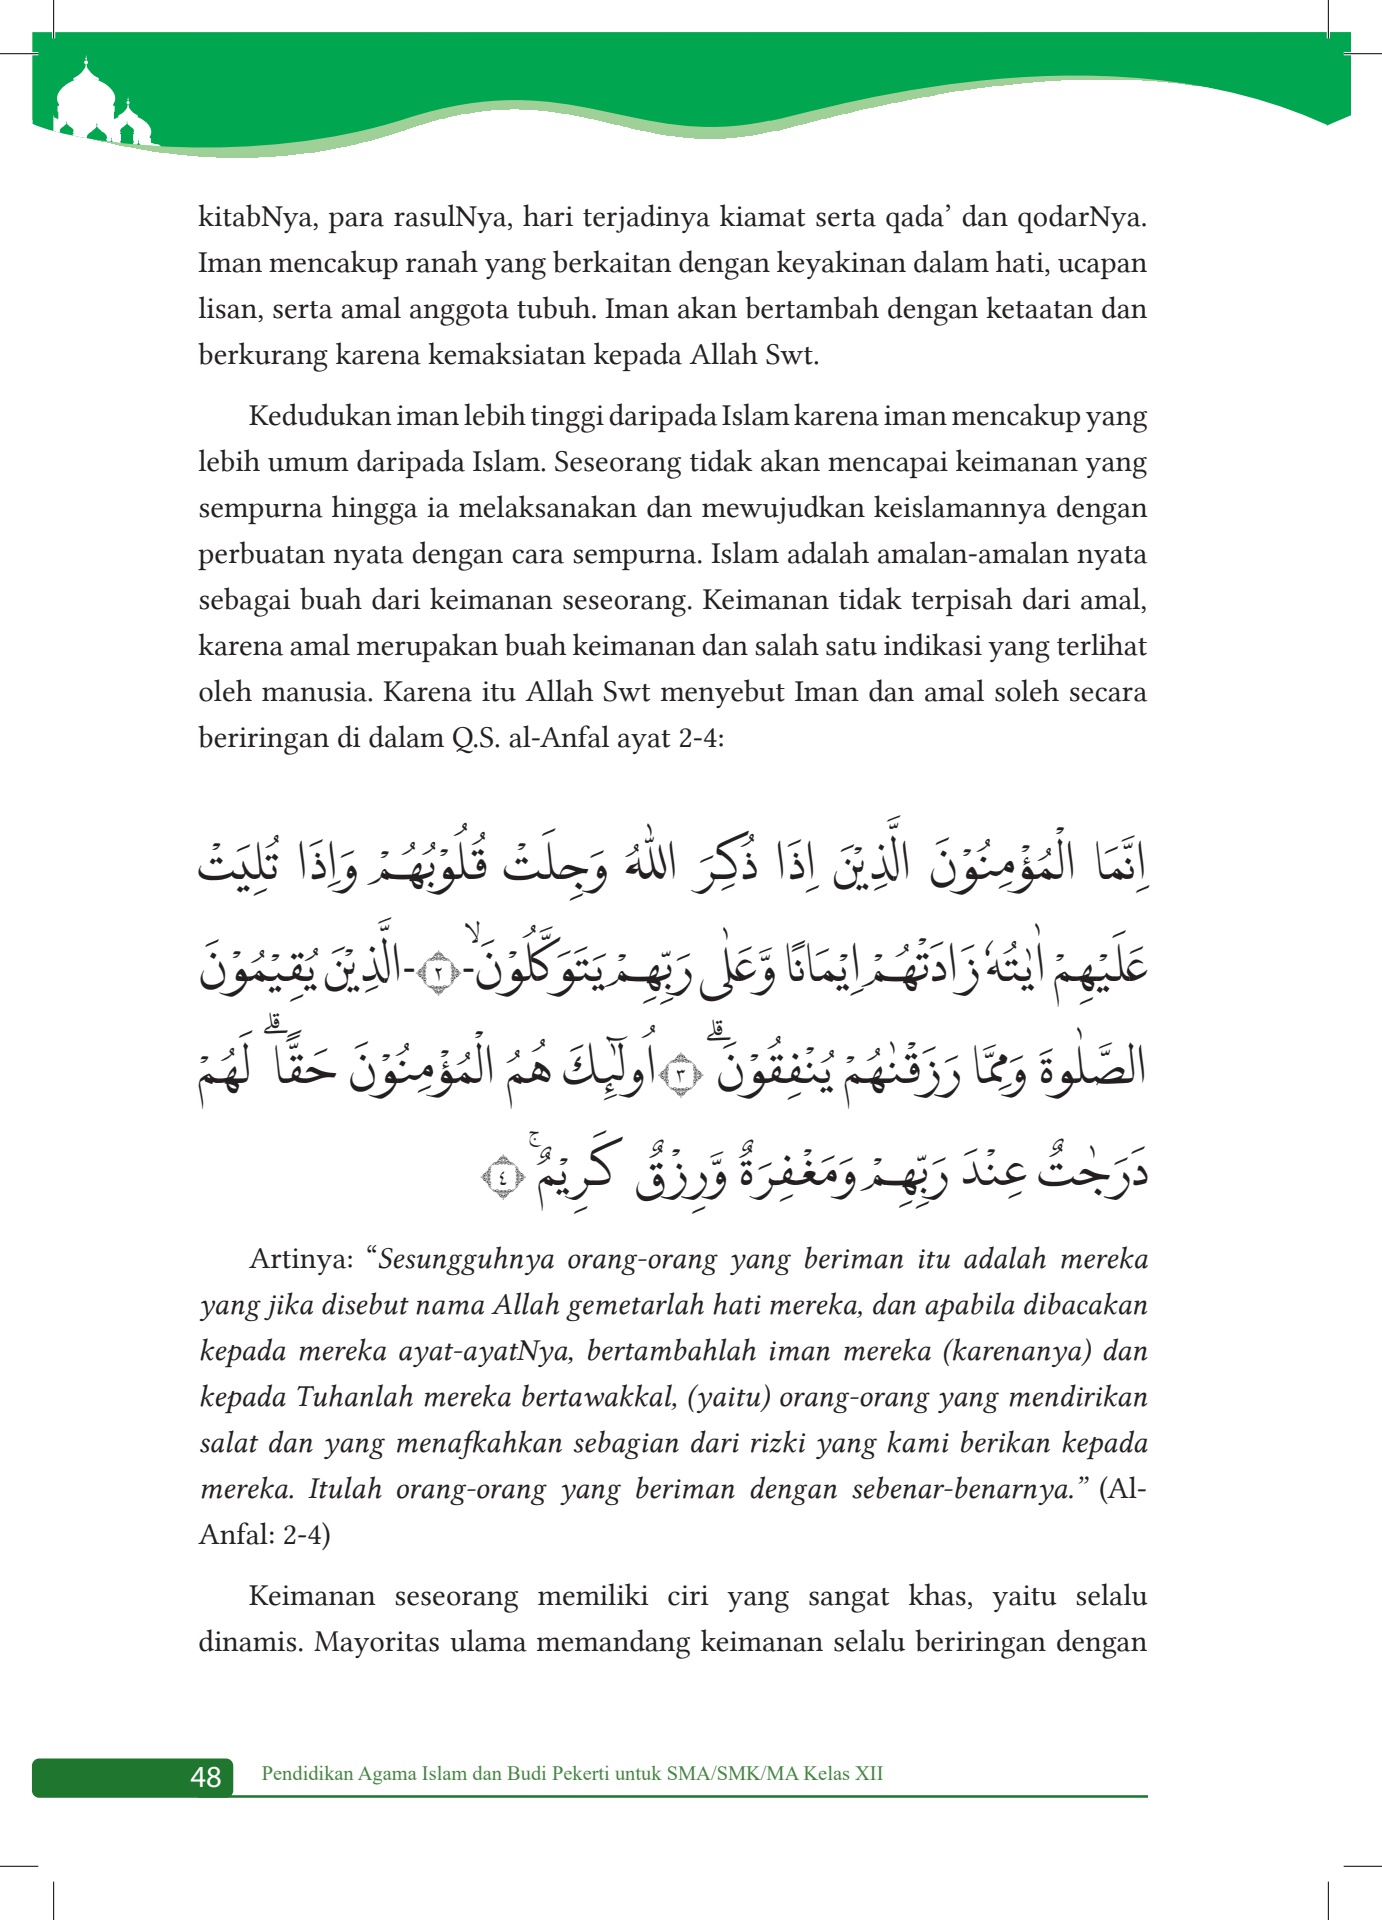 kitabNya, para rasulNya, hari terjadinya kiamat serta qada’ dan qodarNya.
Iman mencakup ranah yang berkaitan dengan keyakinan dalam hati, ucapan
lisan, serta amal anggota tubuh. Iman akan bertambah dengan ketaatan dan
berkurang karena kemaksiatan kepada Allah Swt.
Kedudukan iman lebih tinggi daripada Islam karena iman mencakup yang
lebih umum daripada Islam. Seseorang tidak akan mencapai keimanan yang
sempurna hingga ia melaksanakan dan mewujudkan keislamannya dengan
perbuatan nyata dengan cara sempurna. Islam adalah amalan-amalan nyata
sebagai buah dari keimanan seseorang. Keimanan tidak terpisah dari amal,
karena amal merupakan buah keimanan dan salah satu indikasi yang terlihat
oleh manusia. Karena itu Allah Swt menyebut Iman dan amal soleh secara
beriringan di dalam Q.S. al-Anfal ayat 2-4:
اِنَّمَا الْمُؤْمِنُوْنَ الَّذِيْنَ اِذَا ذُكِرَ اللّٰهُ وَجِلَتْ قُلُوْبُهُمْ وَاِذَا تُلِيَتْ
عَلَيْهِمْ اٰيٰتُهٗ زَادَتْهُمْ اِيْمَانًا وَّعَلٰى رَبِّهِمْ يَتَوَكَّلُوْنَۙ -٢- الَّذِيْنَ يُقِيْمُوْنَ
الصَّلٰوةَ وَمِمَّا رَزَقْنٰهُمْ يُنْفِقُوْنَۗ ٣ اُولٰۤىِٕكَ هُمُ الْمُؤْمِنُوْنَ حَقًّاۗ لَهُمْ
دَرَجٰتٌ عِنْدَ رَبِّهِمْ وَمَغْفِرَةٌ وَّرِزْقٌ كَرِيْمٌۚ ٤
Artinya: “Sesungguhnya orang-orang yang beriman itu adalah mereka
yang jika disebut nama Allah gemetarlah hati mereka, dan apabila dibacakan
kepada mereka ayat-ayatNya, bertambahlah iman mereka (karenanya) dan
kepada Tuhanlah mereka bertawakkal, (yaitu) orang-orang yang mendirikan
salat dan yang menafkahkan sebagian dari rizki yang kami berikan kepada
mereka. Itulah orang-orang yang beriman dengan sebenar-benarnya.” (Al-
Anfal: 2-4)
Keimanan seseorang memiliki ciri yang sangat khas, yaitu selalu
dinamis. Mayoritas ulama memandang keimanan selalu beriringan dengan
48 Pendidikan Agama Islam dan Budi Pekerti untuk SMA/SMK/MA Kelas XII